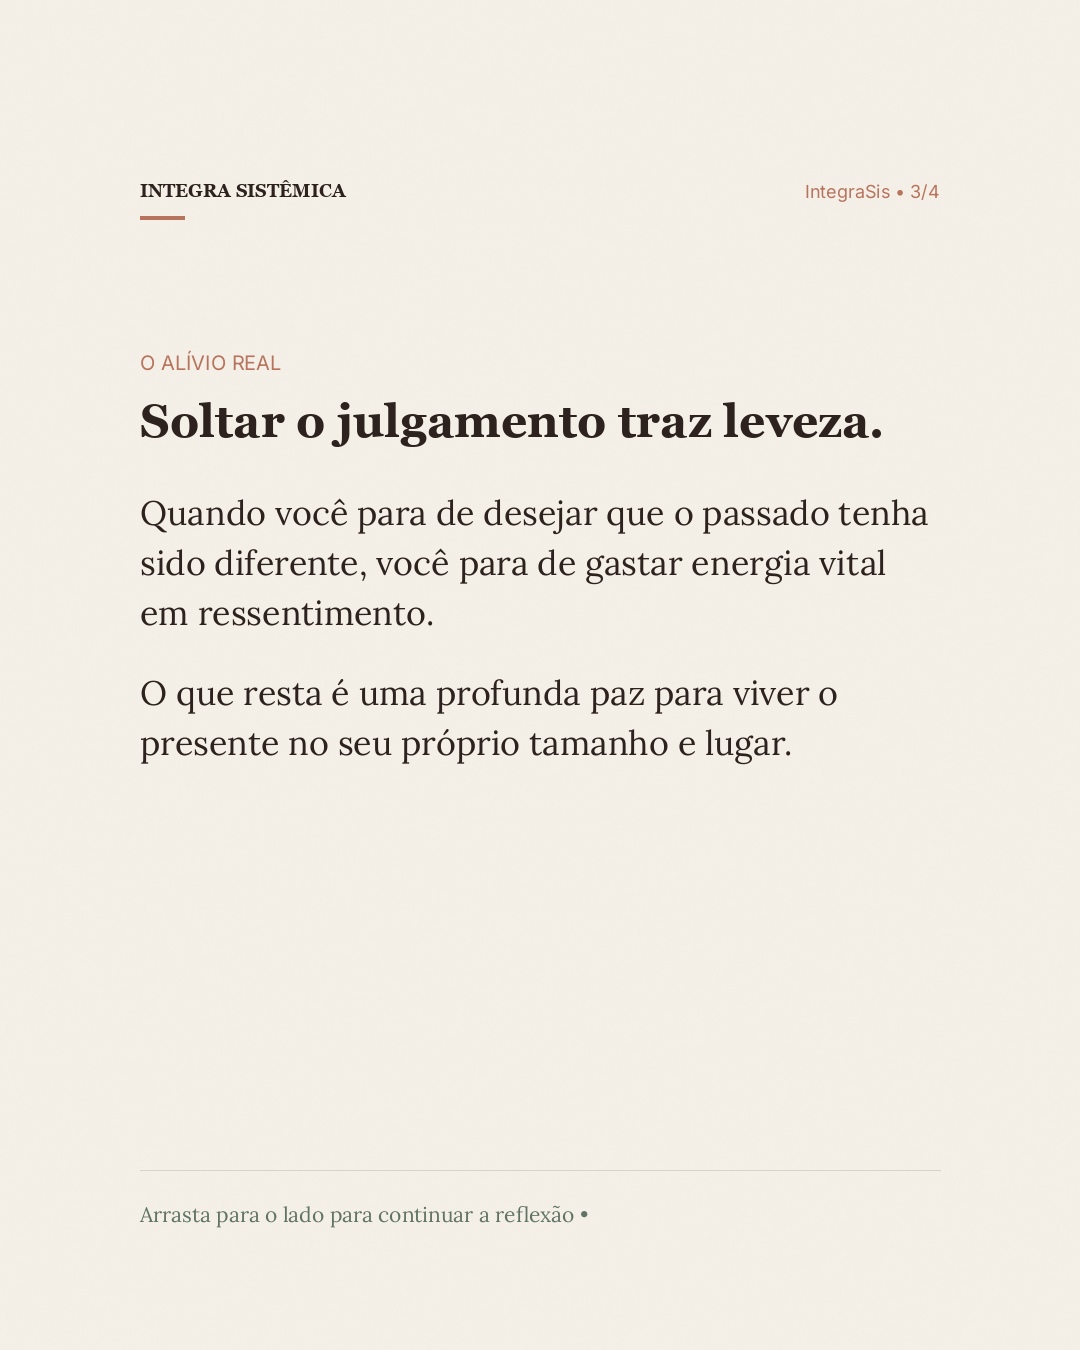 INTEGRA SISTÊMICA
IntegraSis • 3/4
O ALÍVIO REAL
Soltar o julgamento traz leveza.
Quando você para de desejar que o passado tenha
sido diferente, você para de gastar energia vital
em ressentimento.
O que resta é uma profunda paz para viver o
presente no seu próprio tamanho e lugar.
Arrasta para o lado para continuar a reflexão •